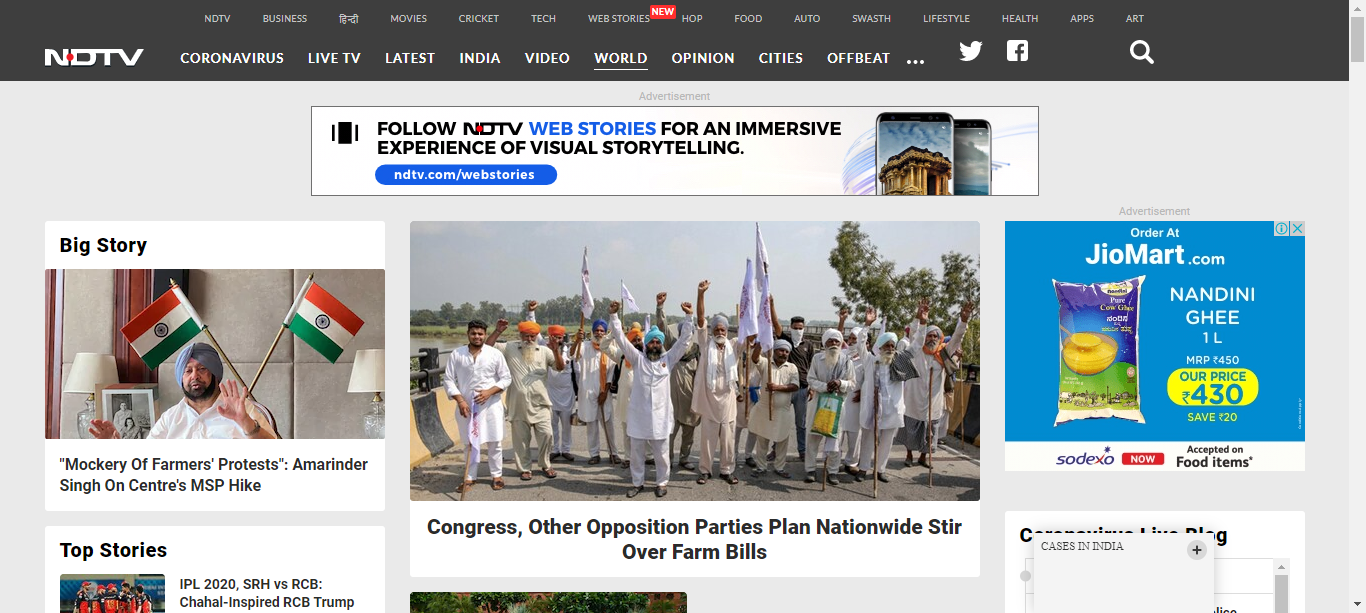 NDTV BUSINESS हिन्दी MOVIES CRICKET TECH WEB STORIES NEW HOP FOOD AUTO SWASTH LIFESTYLE HEALTH APPS ART
NDTV CORONAVIRUS LIVE TV LATEST INDIA VIDEO WORLD OPINION CITIES OFFBEAT ...
Advertisement
FOLLOW NDTV WEB STORIES FOR AN IMMERSIVE
EXPERIENCE OF VISUAL STORYTELLING.
ndtv.com/webstories
Big Story
"Mockery Of Farmers' Protests": Amarinder
Singh On Centre's MSP Hike
Top Stories
IPL 2020, SRH vs RCB:
Chahal-Inspired RCB Trump
Congress, Other Opposition Parties Plan Nationwide Stir
Over Farm Bills
Advertisement
Order At
JioMart.com
nandini
Pure
Cow Ghee
NANDINI
GHEE
1 L
MRP ₹450
OUR PRICE
₹430
SAVE ₹20
sodexo NOW Accepted on
Food items*
Coronavirus Live Blog
CASES IN INDIA +